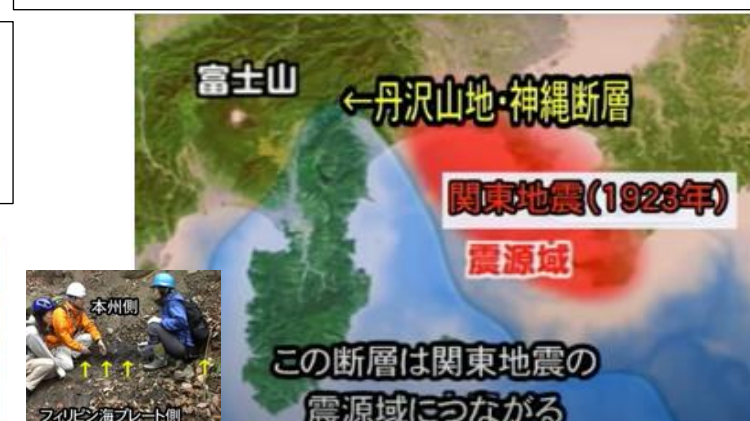 富士山
←丹沢山地・神縄断層
関東地震(1923年)
震源域
本州側
↑ ↑ ↑ ↑
フィリピン海プレート側
この断層は関東地震の
震源域につながる